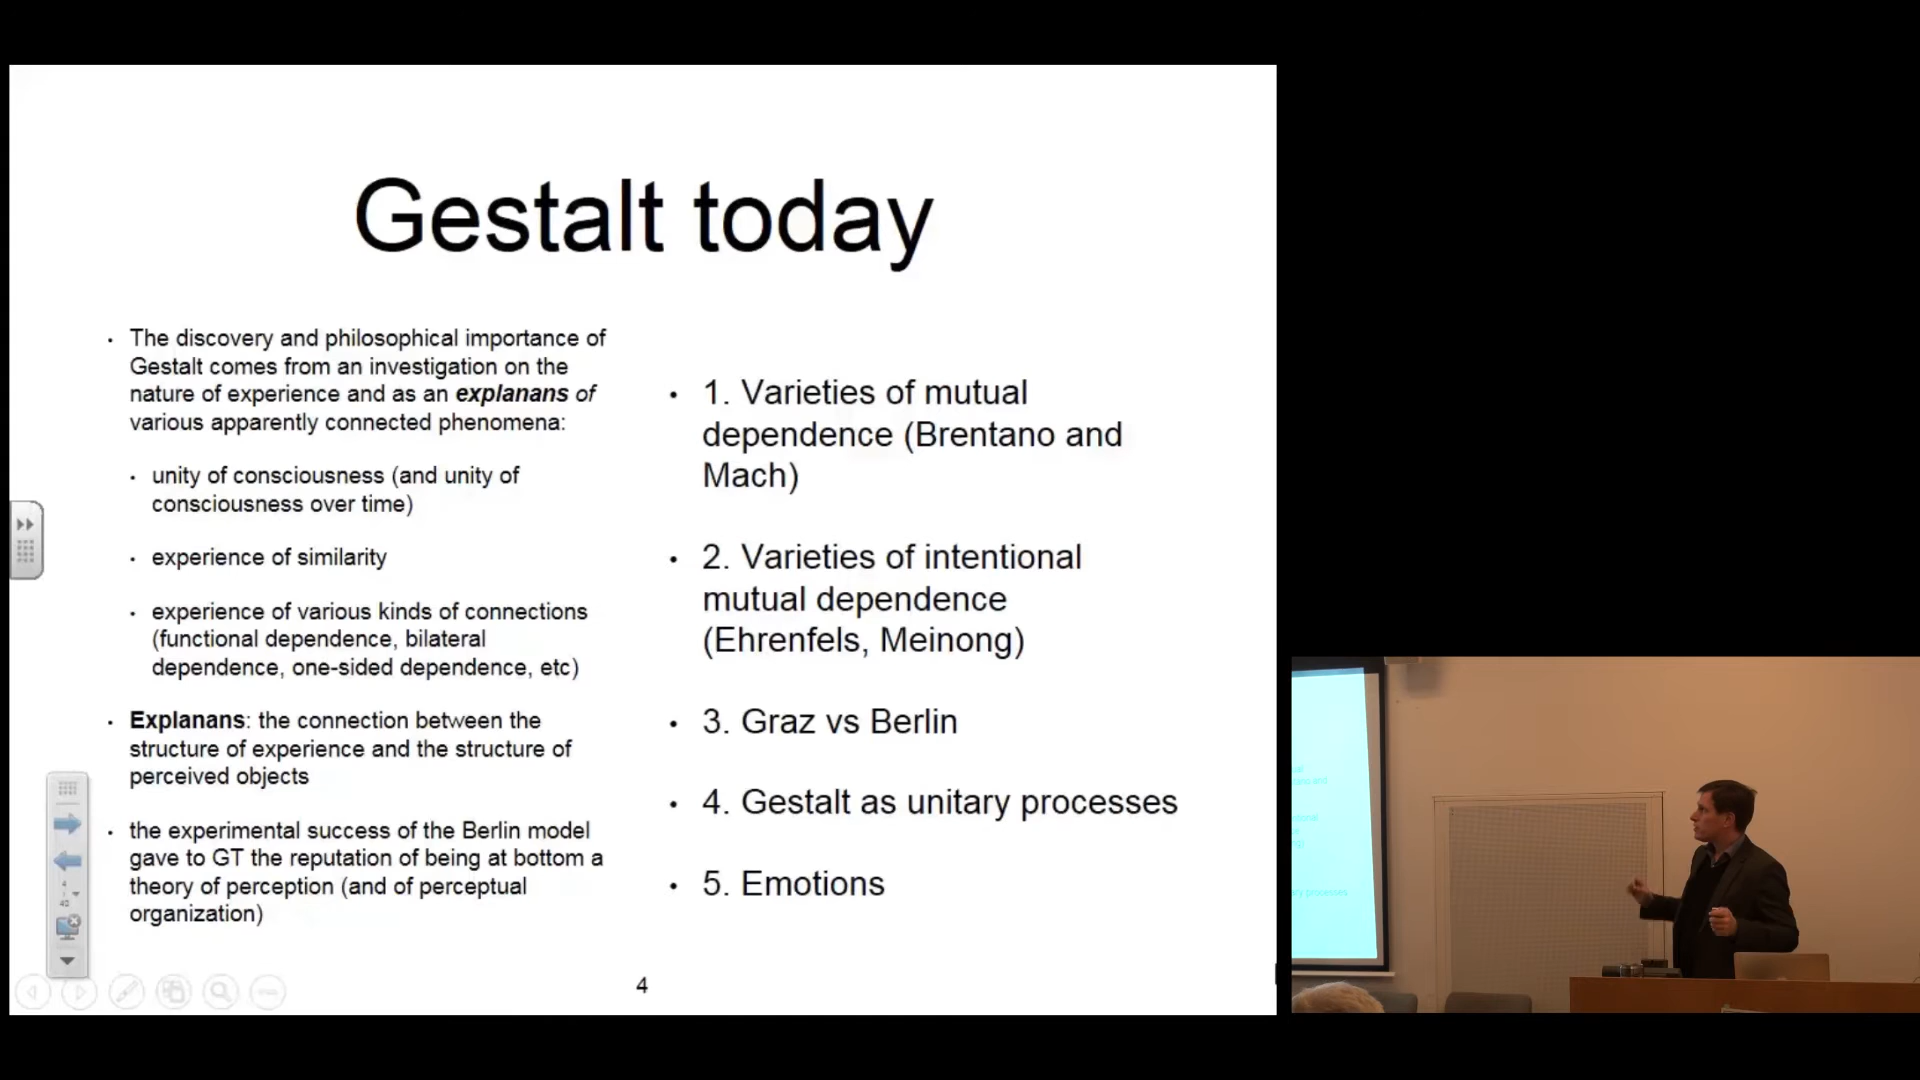 Gestalt today
• The discovery and philosophical importance of
Gestalt comes from an investigation on the
nature of experience and as an explanans of
various apparently connected phenomena:
• unity of consciousness (and unity of
consciousness over time)
• experience of similarity
• experience of various kinds of connections
(functional dependence, bilateral
dependence, one-sided dependence, etc)
• Explanans: the connection between the
structure of experience and the structure of
perceived objects
• the experimental success of the Berlin model
gave to GT the reputation of being at bottom a
theory of perception (and of perceptual
organization)
• 1. Varieties of mutual
dependence (Brentano and
Mach)
• 2. Varieties of intentional
mutual dependence
(Ehrenfels, Meinong)
• 3. Graz vs Berlin
• 4. Gestalt as unitary processes
• 5. Emotions
4